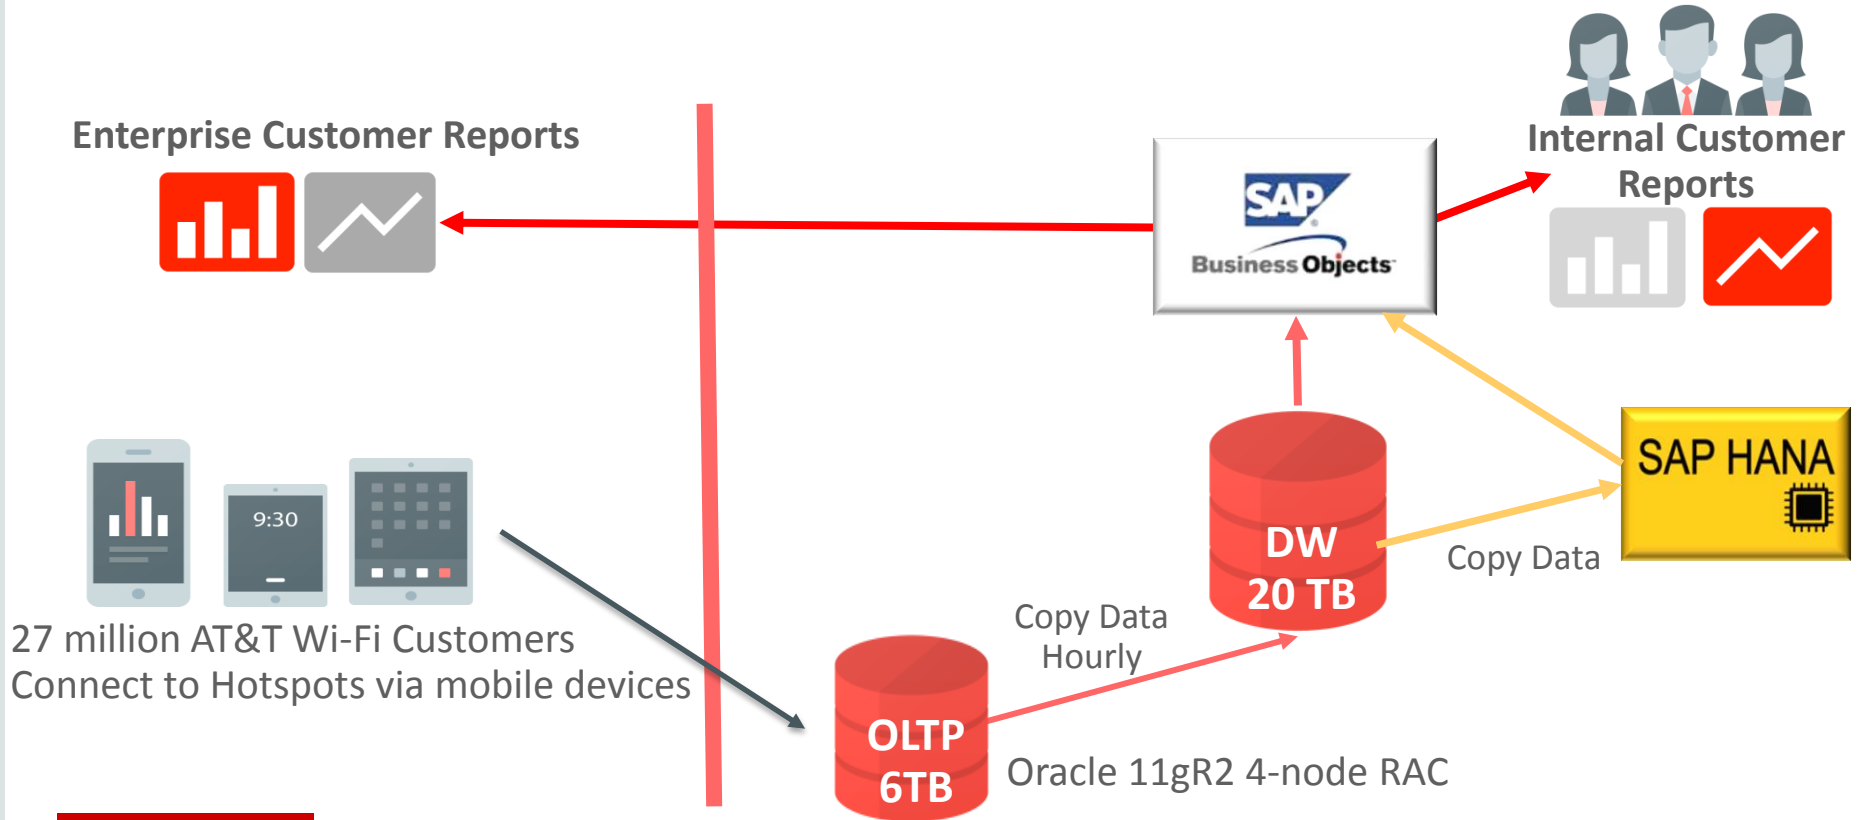 Enterprise Customer Reports
Internal Customer
Reports
SAP
®
Business Objects
SAP HANA
9:30
DW
20 TB
Copy Data
Copy Data
Hourly
27 million AT&T Wi-Fi Customers
Connect to Hotspots via mobile devices
OLTP
6TB
Oracle 11gR2 4-node RAC